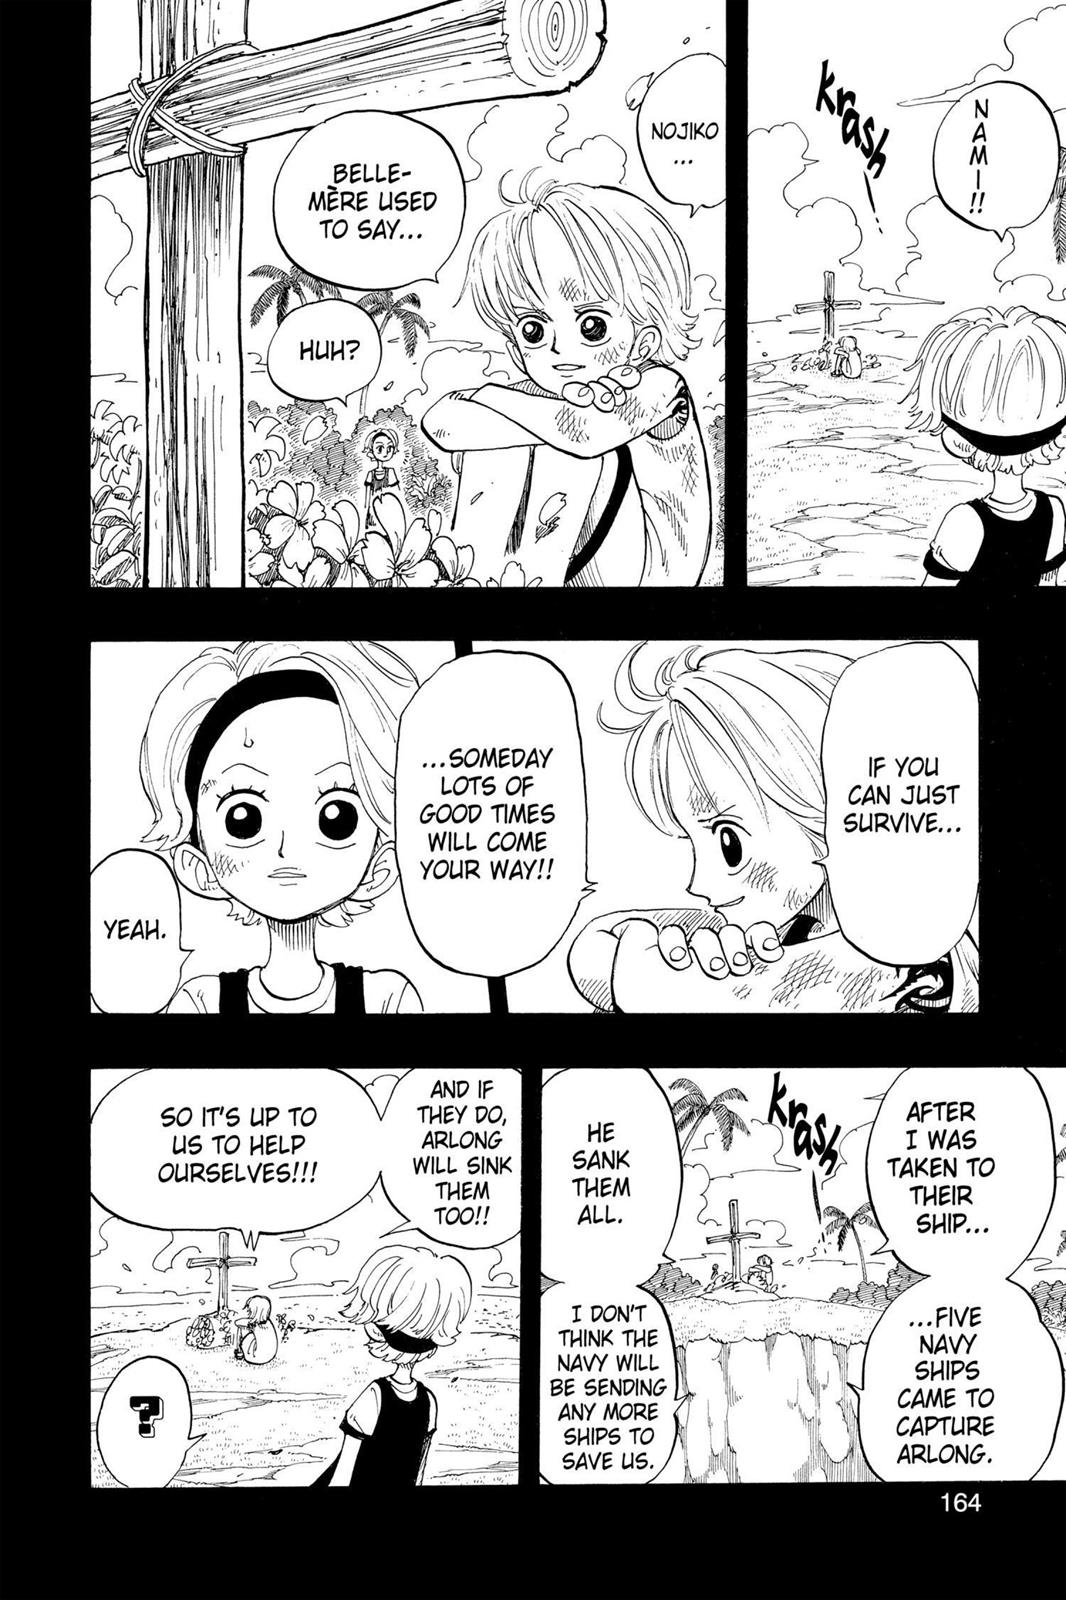 NAMI!!
Krash
NOJIKO
...
BELLE-
MÈRE USED
TO SAY...
HUH?
IF YOU
CAN JUST
SURVIVE...
...SOMEDAY
LOTS OF
GOOD TIMES
WILL COME
YOUR WAY!!
YEAH.
AFTER
I WAS
TAKEN TO
THEIR
SHIP...
...FIVE
NAVY
SHIPS
CAME TO
CAPTURE
ARLONG.
Krash
HE
SANK
THEM
ALL.
I DON'T
THINK THE
NAVY WILL
BE SENDING
ANY MORE
SHIPS TO
SAVE US.
AND IF
THEY DO,
ARLONG
WILL SINK
THEM
TOO!!
SO IT'S UP TO
US TO HELP
OURSELVES!!!
?
164